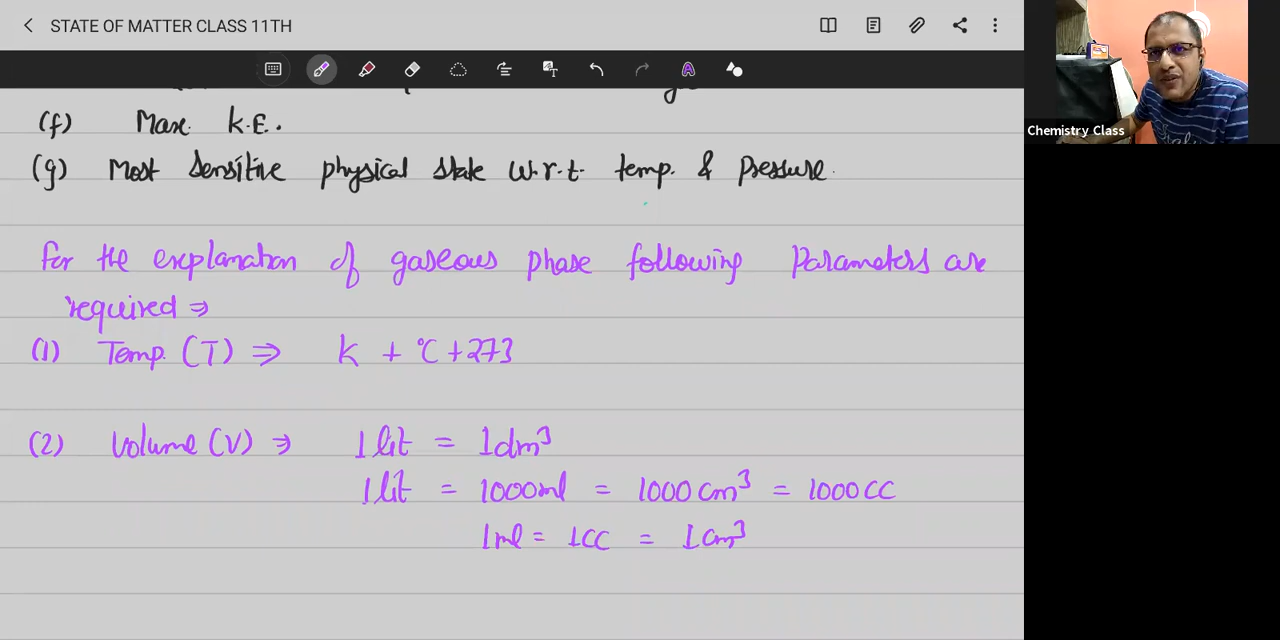 STATE OF MATTER CLASS 11TH
Chemistry Class
(f) Max. K.E.
(g) Most Sensitive physical state w.r.t. temp. & Pressure.
For the explanation of gaseous phase following Parameters are
required ⇒
(1) Temp. (T) ⇒ K + °C + 273
(2) Volume (V) ⇒ 1 lit = 1 dm³
1 lit = 1000 ml = 1000 cm³ = 1000 CC
1 ml = 1 CC = 1 cm³